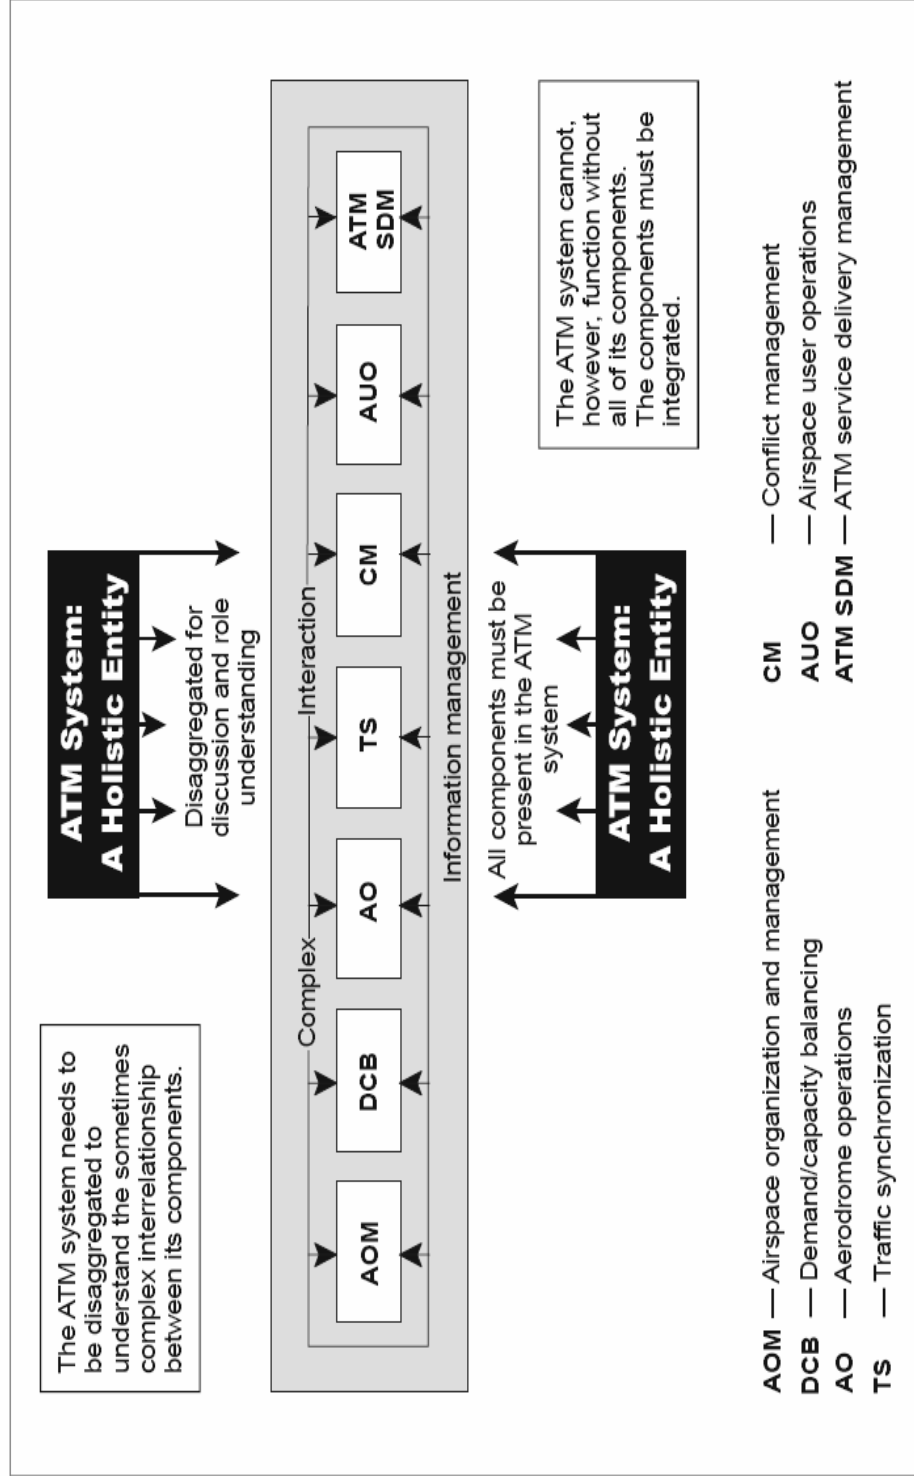 The ATM system needs to
be disaggregated to
understand the sometimes
complex interrelationship
between its components.
ATM System:
A Holistic Entity
Disaggregated for
discussion and role
understanding
Complex
Interaction
AOM
DCB
AO
TS
CM
AUO
ATM
SDM
Information management
All components must be
present in the ATM
system
ATM System:
A Holistic Entity
The ATM system cannot,
however, function without
all of its components.
The components must be
integrated.
AOM — Airspace organization and management
DCB — Demand/capacity balancing
AO — Aerodrome operations
TS — Traffic synchronization
CM — Conflict management
AUO — Airspace user operations
ATM SDM — ATM service delivery management